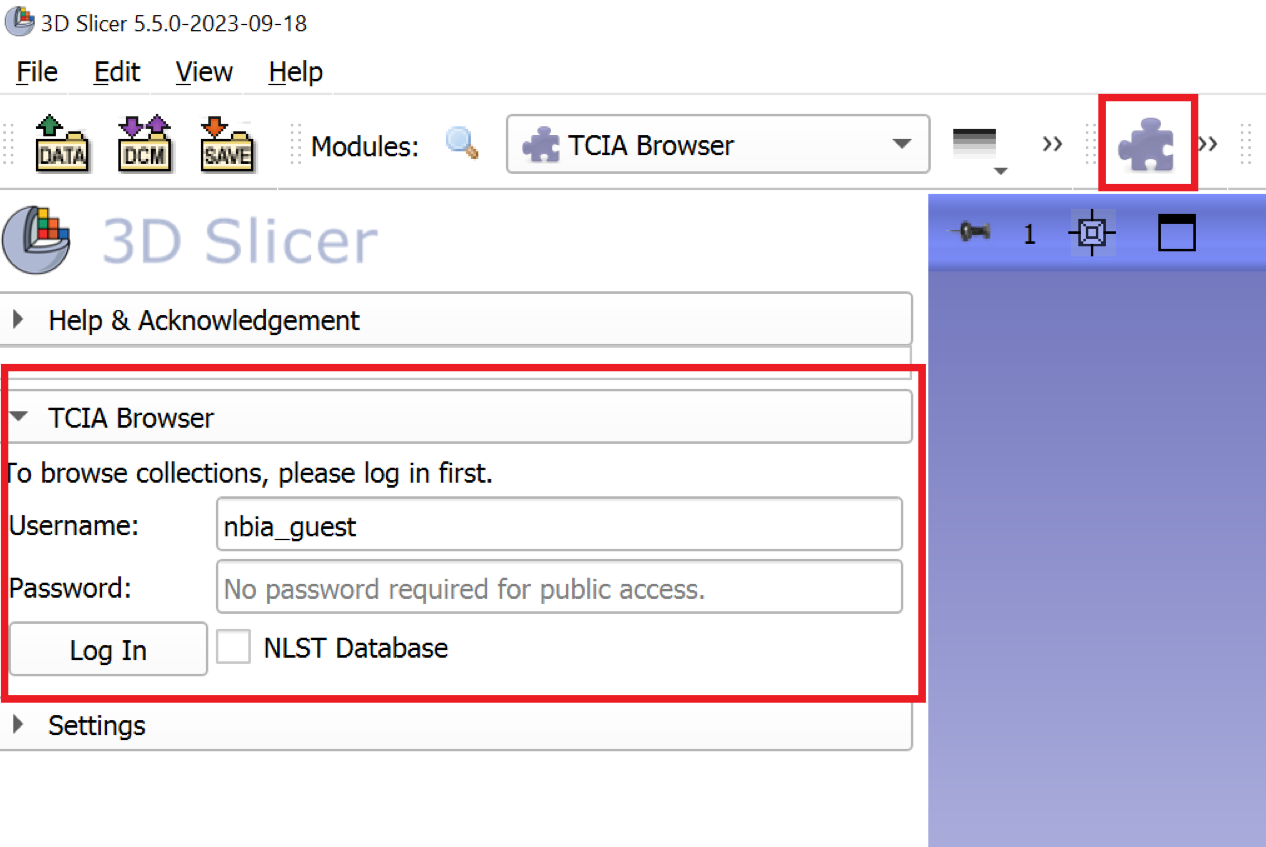 3D Slicer 5.5.0-2023-09-18
File Edit View Help
DATA DCM SAVE Modules: TCIA Browser
3D Slicer
1
Help & Acknowledgement
TCIA Browser
To browse collections, please log in first.
Username: nbia_guest
Password: No password required for public access.
Log In NLST Database
Settings